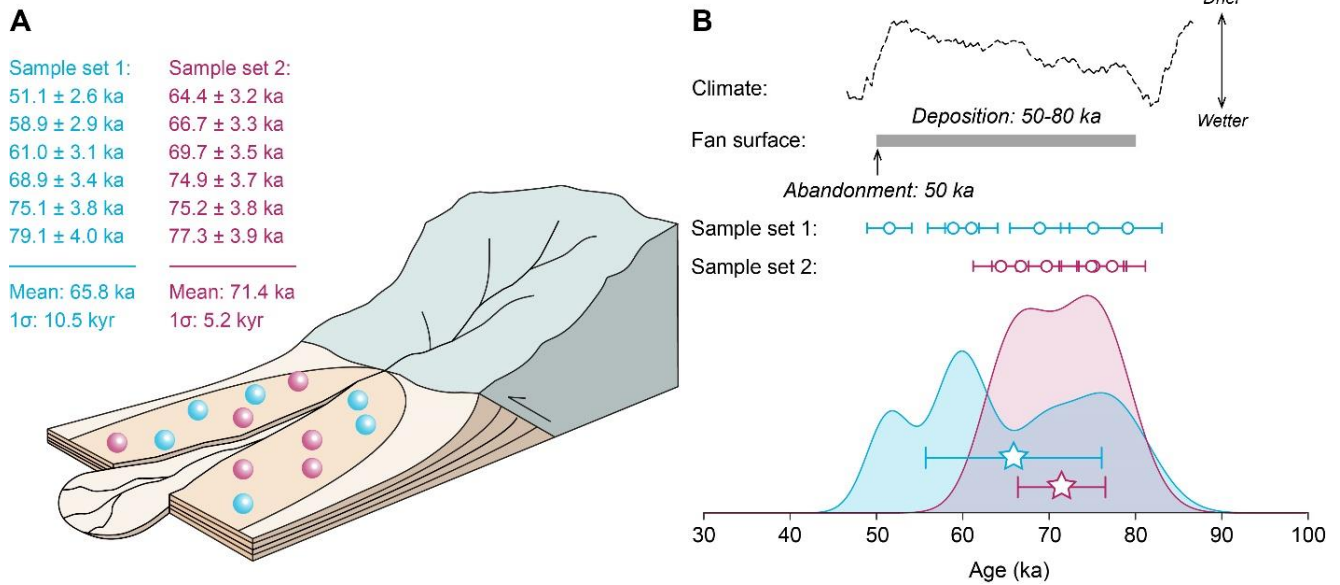 A
Sample set 1:
51.1 ± 2.6 ka
58.9 ± 2.9 ka
61.0 ± 3.1 ka
68.9 ± 3.4 ka
75.1 ± 3.8 ka
79.1 ± 4.0 ka
Mean: 65.8 ka
1σ: 10.5 kyr
Sample set 2:
64.4 ± 3.2 ka
66.7 ± 3.3 ka
69.7 ± 3.5 ka
74.9 ± 3.7 ka
75.2 ± 3.8 ka
77.3 ± 3.9 ka
Mean: 71.4 ka
1σ: 5.2 kyr
B
Drier
Climate:
Wetter
Deposition: 50-80 ka
Fan surface:
Abandonment: 50 ka
Sample set 1:
Sample set 2:
30 40 50 60 70 80 90 100
Age (ka)